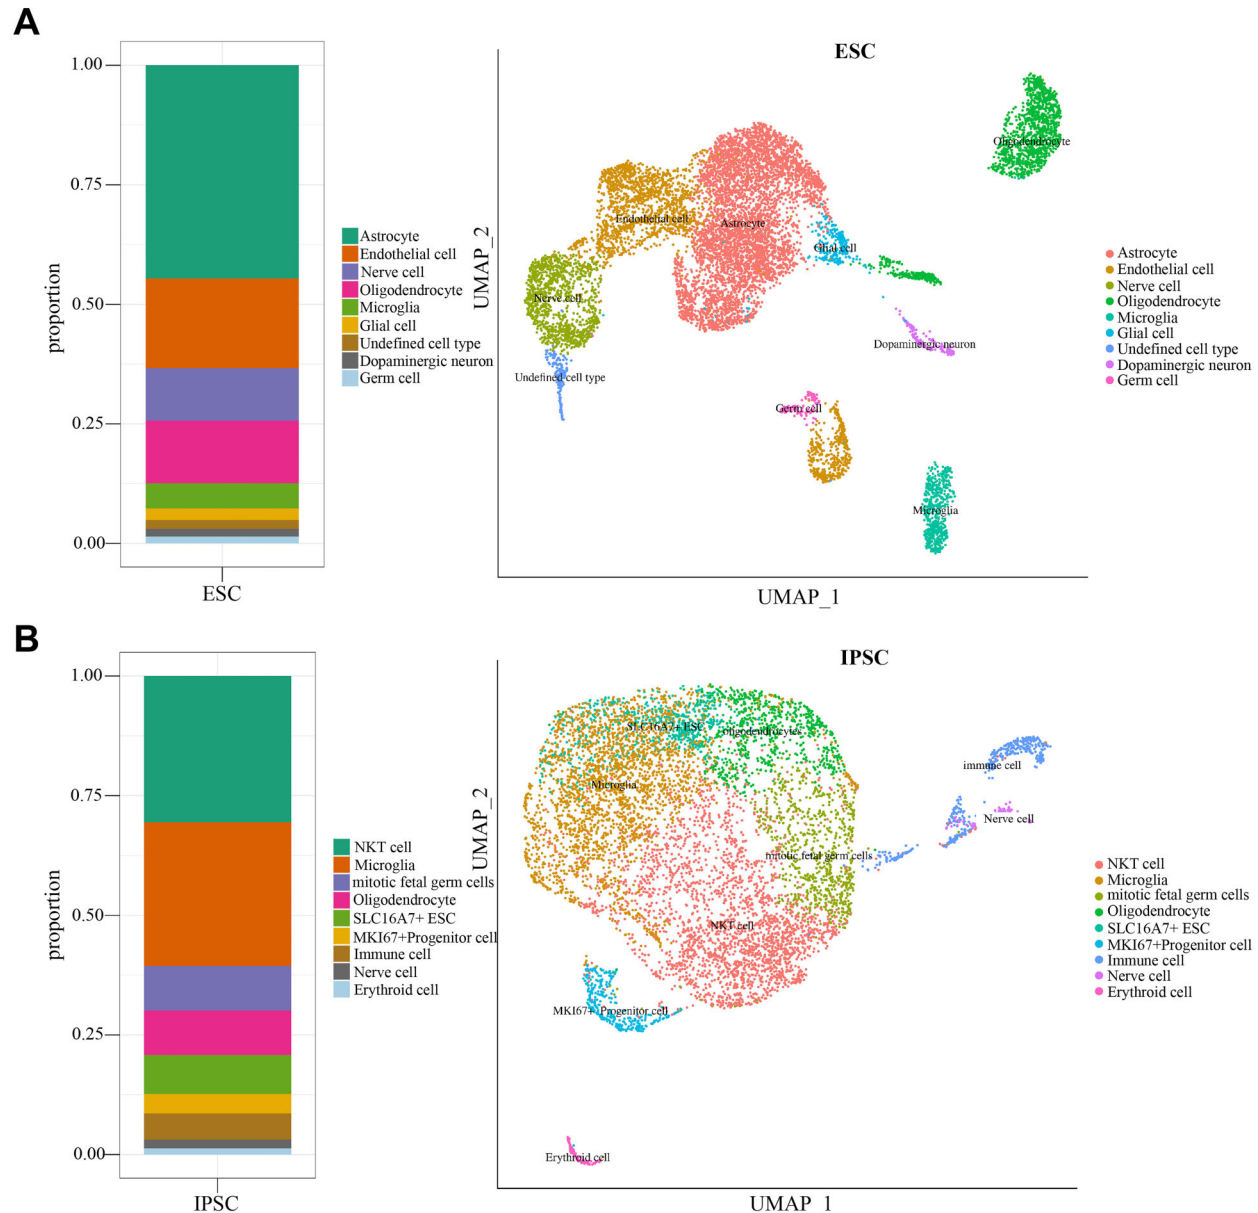 A
ESC
1.00
0.75
0.50
0.25
0.00
proportion
ESC
Astrocyte
Endothelial cell
Nerve cell
Oligodendrocyte
Microglia
Glial cell
Undefined cell type
Dopaminergic neuron
Germ cell
UMAP_2
Oligodendrocyte
Endothelial cell
Astrocyte
Glial cell
Nerve cell
Dopaminergic neuron
Undefined cell type
Germ cell
Microglia
UMAP_1
Astrocyte
Endothelial cell
Nerve cell
Oligodendrocyte
Microglia
Glial cell
Undefined cell type
Dopaminergic neuron
Germ cell
B
IPSC
1.00
0.75
0.50
0.25
0.00
proportion
IPSC
NKT cell
Microglia
mitotic fetal germ cells
Oligodendrocyte
SLC16A7+ ESC
MKI67+Progenitor cell
Immune cell
Nerve cell
Erythroid cell
UMAP_2
SLC16A7+ ESC
oligodendrocytes
immune cell
Microglia
Nerve cell
mitotic fetal germ cells
NKT cell
MKI67+ Progenitor cell
Erythroid cell
UMAP_1
NKT cell
Microglia
mitotic fetal germ cells
Oligodendrocyte
SLC16A7+ ESC
MKI67+Progenitor cell
Immune cell
Nerve cell
Erythroid cell